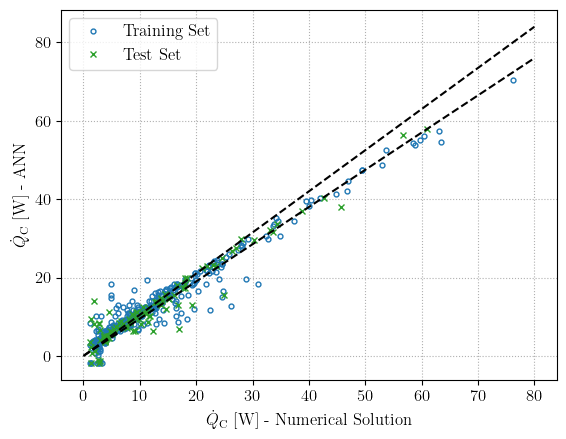 Training Set
Test Set
80
60
40
20
0
0 10 20 30 40 50 60 70 80
Q̇C [W] - ANN
Q̇C [W] - Numerical Solution